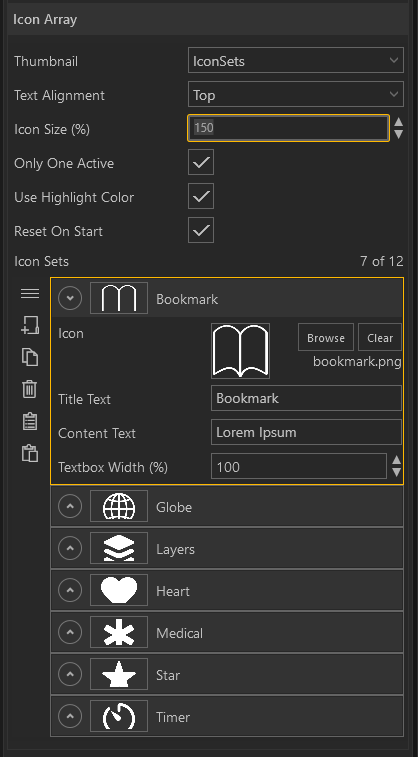 Icon Array
Thumbnail IconSets
Text Alignment Top
Icon Size (%) 150
Only One Active
Use Highlight Color
Reset On Start
Icon Sets 7 of 12
Bookmark
Icon Browse Clear
bookmark.png
Title Text Bookmark
Content Text Lorem Ipsum
Textbox Width (%) 100
Globe
Layers
Heart
Medical
Star
Timer